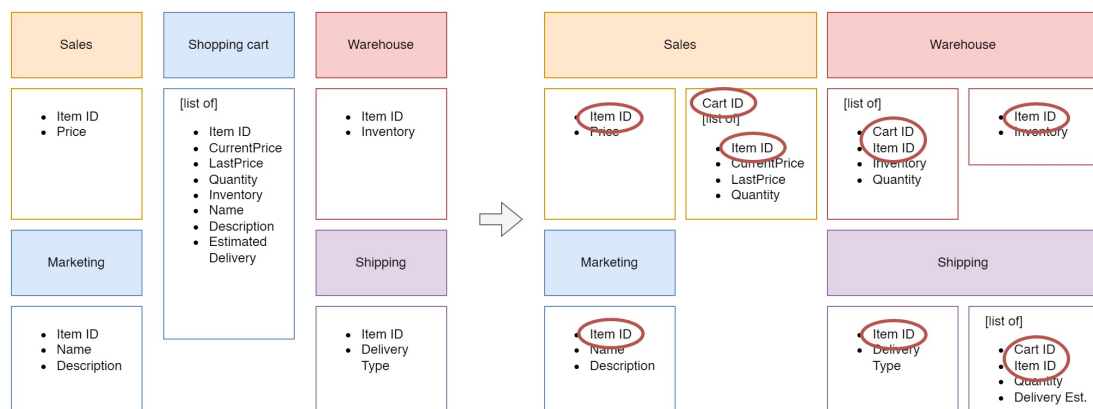 Sales
Shopping cart
Warehouse
Item ID
Price
[list of]
Item ID
CurrentPrice
LastPrice
Quantity
Inventory
Name
Description
Estimated
Delivery
Item ID
Inventory
Marketing
Shipping
Item ID
Name
Description
Item ID
Delivery
Type
Sales
Warehouse
Item ID
Price
Cart ID
[list of]
Item ID
CurrentPrice
LastPrice
Quantity
[list of]
Cart ID
Item ID
Inventory
Quantity
Item ID
Inventory
Marketing
Shipping
Item ID
Name
Description
Item ID
Delivery
Type
[list of]
Cart ID
Item ID
Quantity
Delivery Est.